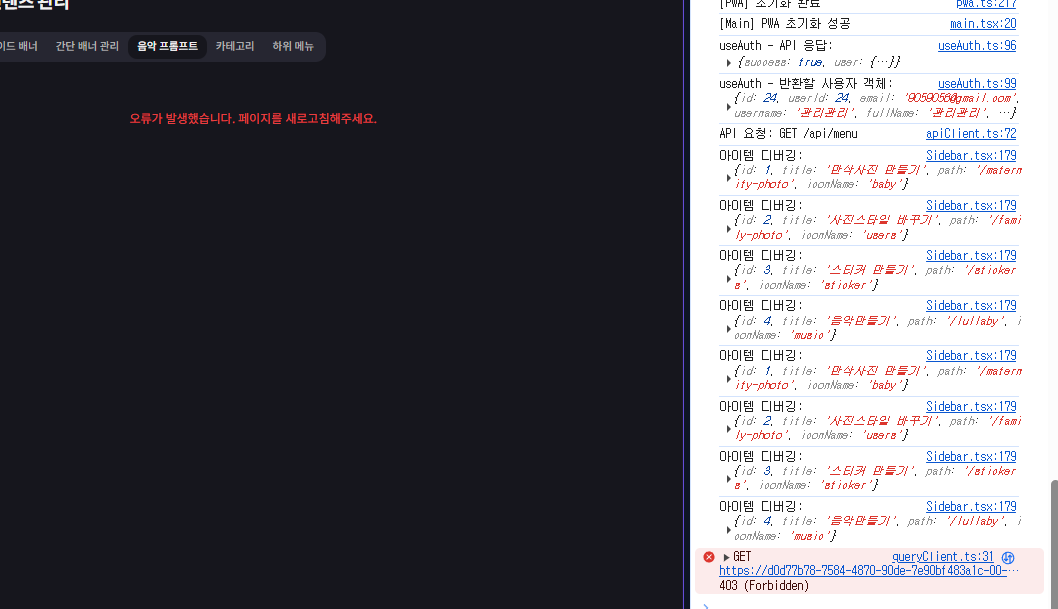 텐츠 관리
이드 배너
간단 배너 관리
음악 프롬프트
카테고리
하위 메뉴
오류가 발생했습니다. 페이지를 새로고침해주세요.
[PWA] 초기화 완료 pwa.ts:217
[Main] PWA 초기화 성공 main.tsx:20
useAuth - API 응답: useAuth.ts:96
{success: true, user: {…}}
useAuth - 반환할 사용자 객체: useAuth.ts:99
{id: 24, userId: 24, email: '9059056@gmail.com',
username: '관리관리', fullName: '관리관리', …}
API 요청: GET /api/menu apiClient.ts:72
아이템 디버깅: Sidebar.tsx:179
{id: 1, title: '만삭사진 만들기', path: '/matern
ity-photo', iconName: 'baby'}
아이템 디버깅: Sidebar.tsx:179
{id: 2, title: '사진스타일 바꾸기', path: '/fami
ly-photo', iconName: 'users'}
아이템 디버깅: Sidebar.tsx:179
{id: 3, title: '스티커 만들기', path: '/sticker
s', iconName: 'sticker'}
아이템 디버깅: Sidebar.tsx:179
{id: 4, title: '음악만들기', path: '/lullaby', i
conName: 'music'}
아이템 디버깅: Sidebar.tsx:179
{id: 1, title: '만삭사진 만들기', path: '/matern
ity-photo', iconName: 'baby'}
아이템 디버깅: Sidebar.tsx:179
{id: 2, title: '사진스타일 바꾸기', path: '/fami
ly-photo', iconName: 'users'}
아이템 디버깅: Sidebar.tsx:179
{id: 3, title: '스티커 만들기', path: '/sticker
s', iconName: 'sticker'}
아이템 디버깅: Sidebar.tsx:179
{id: 4, title: '음악만들기', path: '/lullaby', i
conName: 'music'}
GET queryClient.ts:31
https://d0d77b78-7584-4870-90de-7e90bf483a1c-00-…
403 (Forbidden)